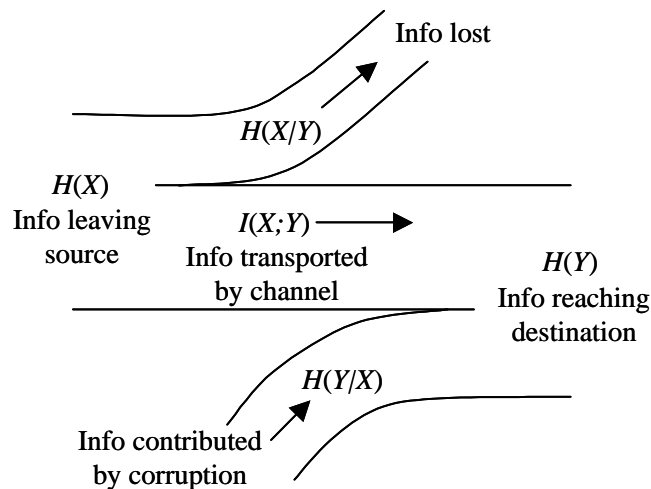 Info lost
H(X/Y)
H(X)
Info leaving
source
I(X;Y)
Info transported
by channel
H(Y)
Info reaching
destination
H(Y/X)
Info contributed
by corruption